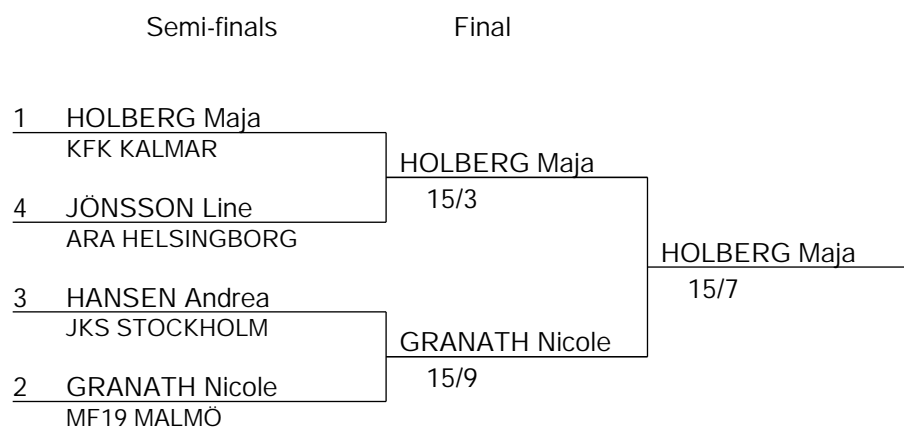 Semi-finals Final
1 HOLBERG Maja
KFK KALMAR
HOLBERG Maja
15/3
4 JÖNSSON Line
ARA HELSINGBORG
HOLBERG Maja
15/7
3 HANSEN Andrea
JKS STOCKHOLM
GRANATH Nicole
15/9
2 GRANATH Nicole
MF19 MALMÖ